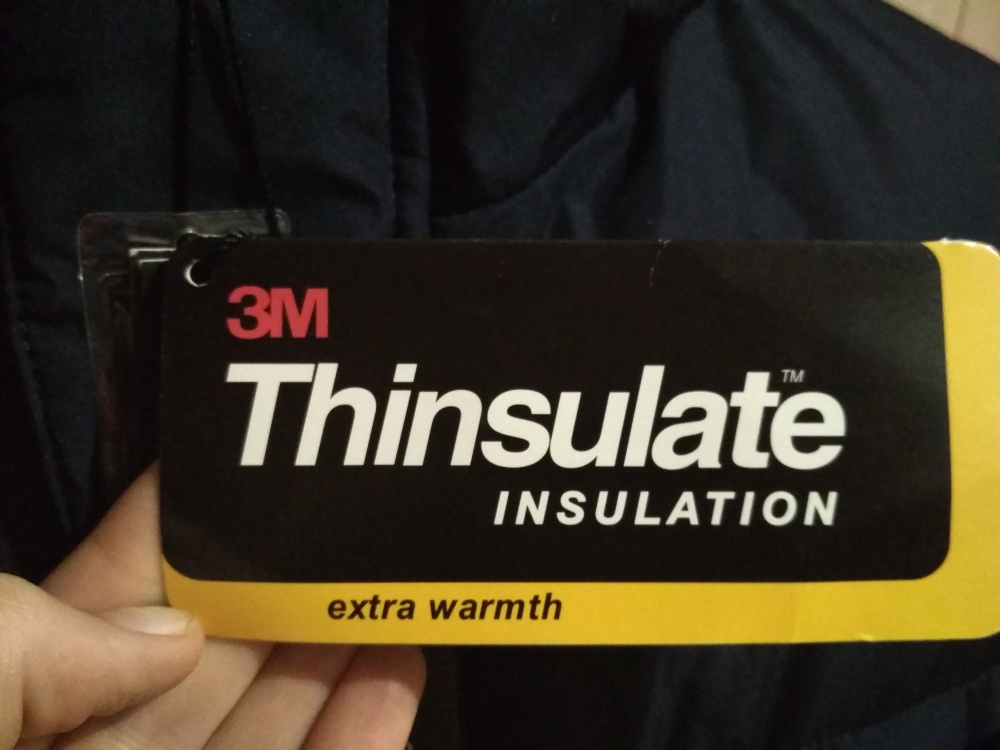 3M
Thinsulate™
INSULATION
extra warmth